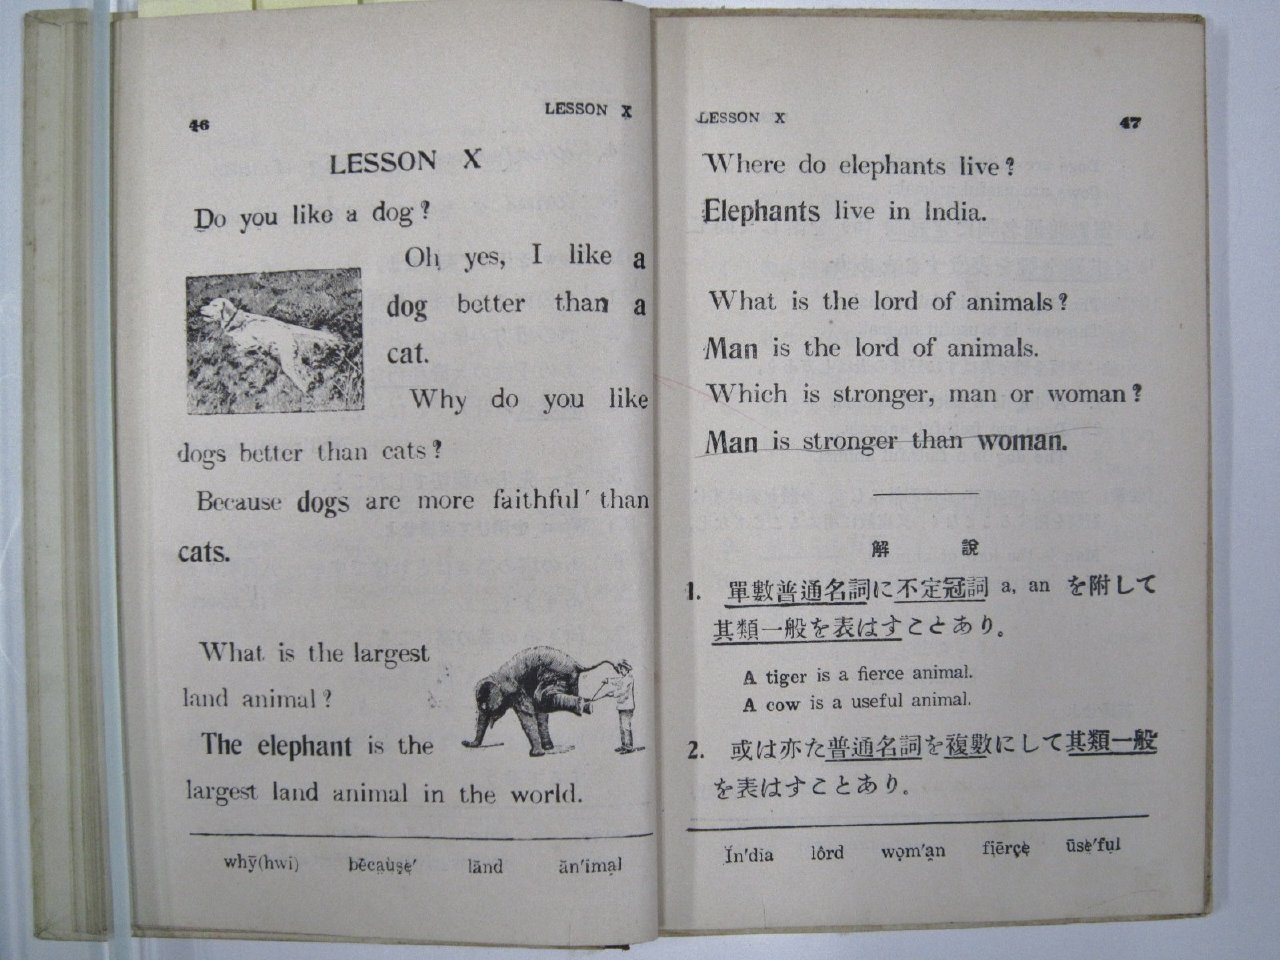 46
LESSON X
LESSON X
Do you like a dog?
Oh yes, I like a
dog better than a
cat.
Why do you like
dogs better than cats?
Because dogs are more faithful than
cats.
What is the largest
land animal?
The elephant is the
largest land animal in the world.
whȳ(hwi) bēcau̇ṣe̱′ lănd ăn′ima̤l
LESSON X
47
Where do elephants live?
Elephants live in India.
What is the lord of animals?
Man is the lord of animals.
Which is stronger, man or woman?
Man is stronger than woman.
解 說
1. 單數普通名詞に不定冠詞 a, an を附して
其類一般を表はすことあり。
A tiger is a fierce animal.
A cow is a useful animal.
2. 或は亦た普通名詞を複數にして其類一般
を表はすことあり。
Ĭn′dia lôrd wo̤m′a̤n fiērçe̱ ūse̱′ful